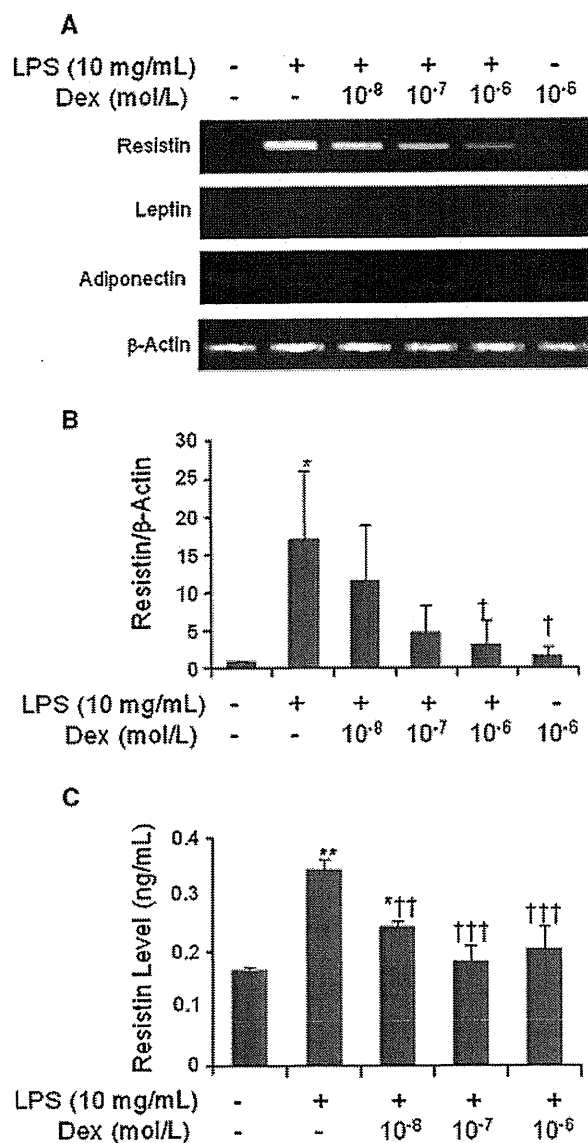 A
LPS (10 mg/mL) - + + + + -
Dex (mol/L) - - 10⁻⁸ 10⁻⁷ 10⁻⁶ 10⁻⁶
Resistin
Leptin
Adiponectin
β-Actin
B
Resistin/β-Actin
30
25
20
15
10
5
0
*
†
†
LPS (10 mg/mL) - + + + + -
Dex (mol/L) - - 10⁻⁸ 10⁻⁷ 10⁻⁶ 10⁻⁶
C
Resistin Level (ng/mL)
0.4
0.3
0.2
0.1
0
**
*††
†††
†††
LPS (10 mg/mL) - + + + +
Dex (mol/L) - - 10⁻⁸ 10⁻⁷ 10⁻⁶